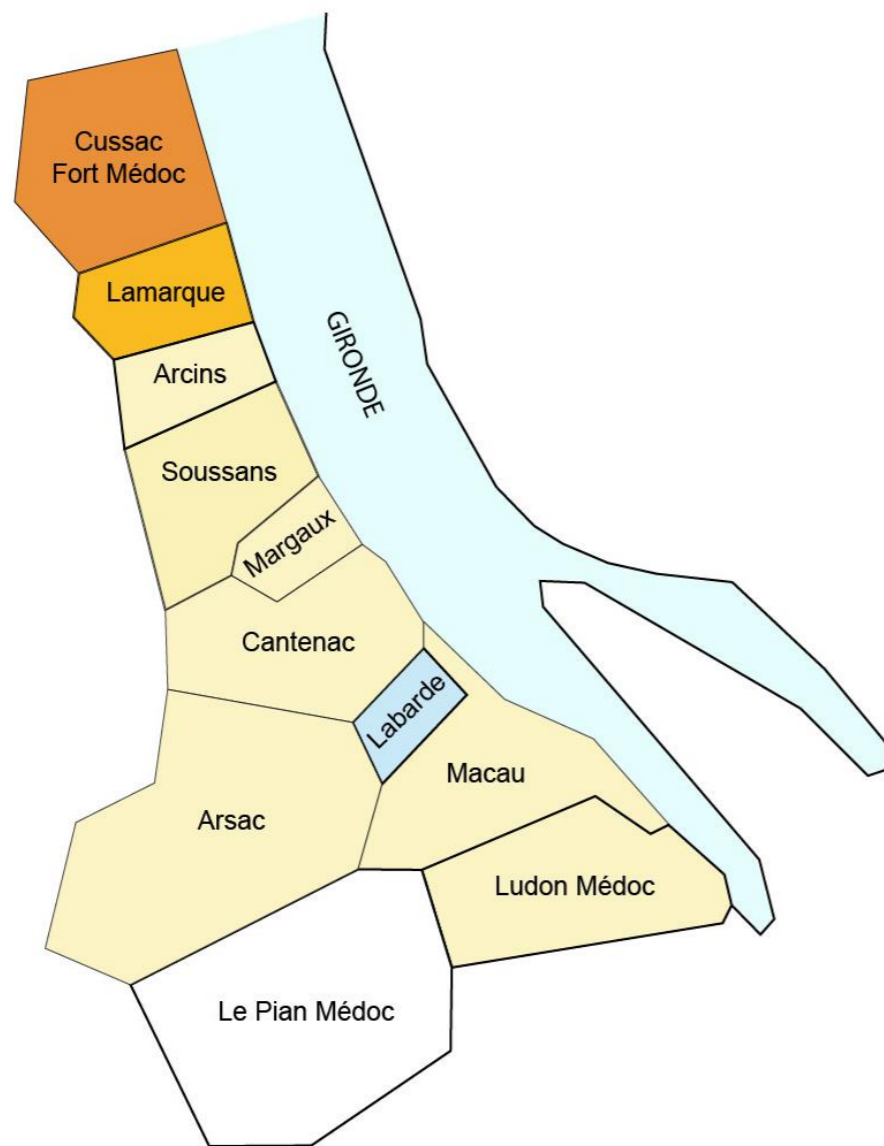 Cussac
Fort Médoc
Lamarque
GIRONDE
Arcins
Soussans
Margaux
Cantenac
Labarde
Macau
Arsac
Ludon Médoc
Le Pian Médoc